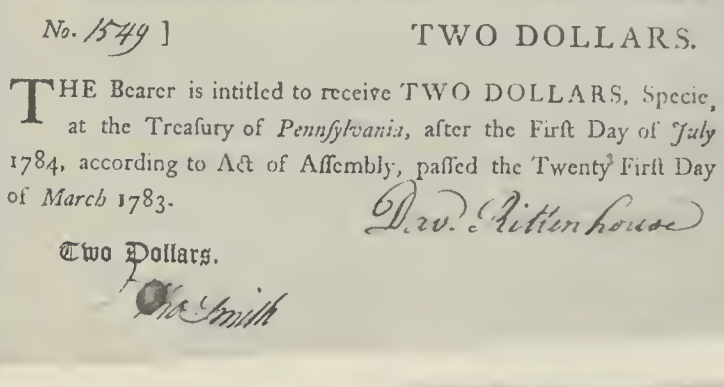 No. 1549]
TWO DOLLARS.
THE Bearer is intitled to receive TWO DOLLARS, Specie,
at the Treaſury of Pennſylvania, after the Firſt Day of July
1784, according to Act of Aſſembly, paſſed the Twenty Firſt Day
of March 1783.
Dav. Rittenhouse
Two Dollars.
Tho Smith